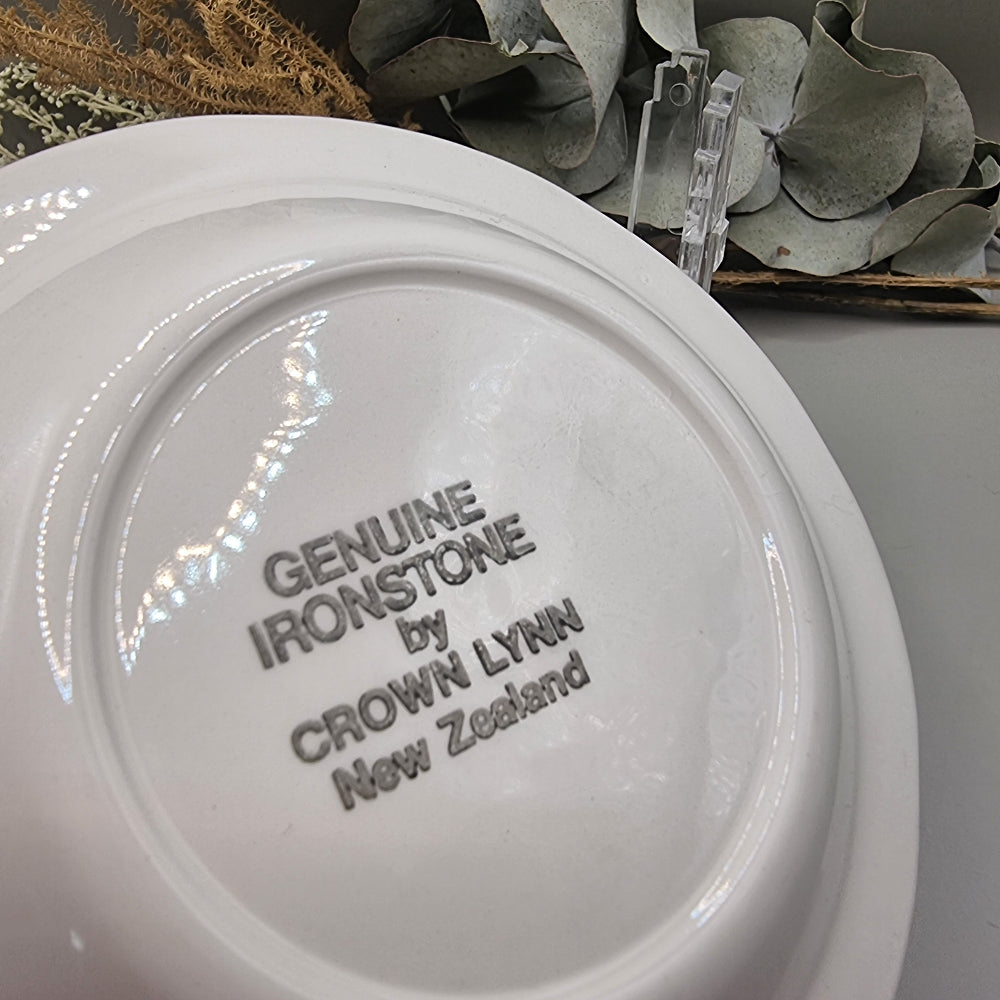 GENUINE
IRONSTONE
by
CROWN LYNN
New Zealand